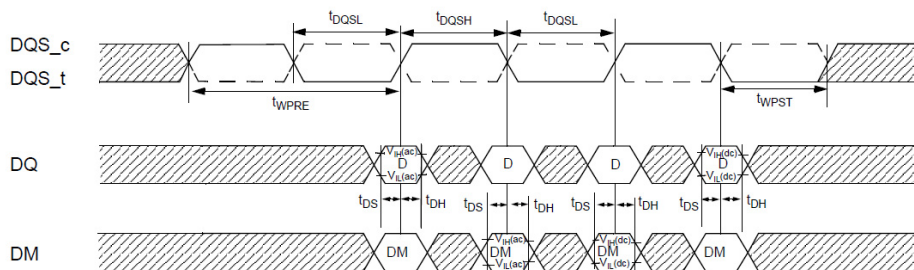 tDQSL tDQSH tDQSL
DQS_c
DQS_t
tWPRE tWPST
DQ VIH(ac) D VIL(ac) D D VIH(dc) D VIL(dc)
tDS tDH tDS tDH tDS tDH tDS tDH
DM DM VIH(ac) DM VIL(ac) VIH(dc) DM VIL(dc) DM